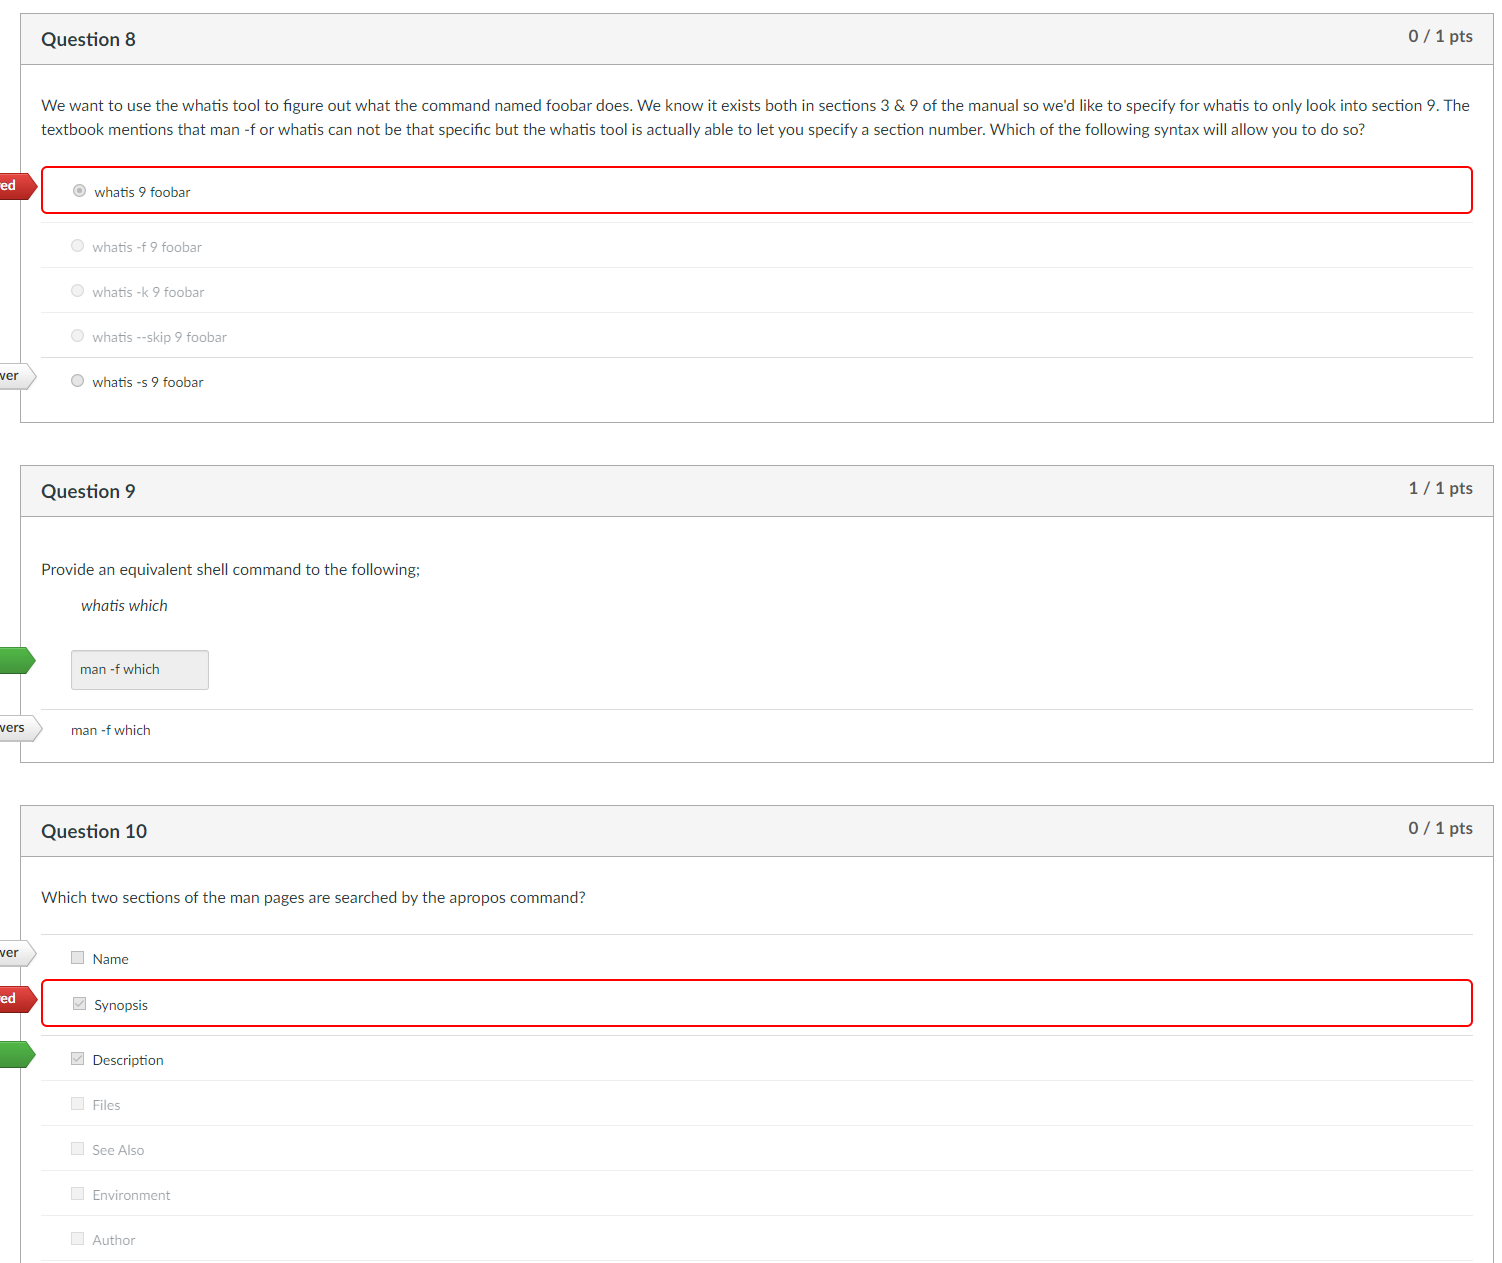 Question 8
0 / 1 pts
We want to use the whatis tool to figure out what the command named foobar does. We know it exists both in sections 3 & 9 of the manual so we'd like to specify for whatis to only look into section 9. The
textbook mentions that man -f or whatis can not be that specific but the whatis tool is actually able to let you specify a section number. Which of the following syntax will allow you to do so?
ed
whatis 9 foobar
whatis -f 9 foobar
whatis -k 9 foobar
whatis --skip 9 foobar
wer
whatis -s 9 foobar
Question 9
1 / 1 pts
Provide an equivalent shell command to the following;
whatis which
man -f which
wers
man -f which
Question 10
0 / 1 pts
Which two sections of the man pages are searched by the apropos command?
wer
Name
ed
Synopsis
Description
Files
See Also
Environment
Author